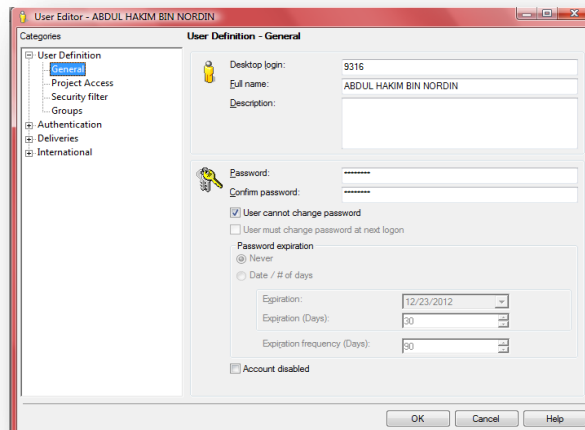 User Editor - ABDUL HAKIM BIN NORDIN
Categories
User Definition
General
Project Access
Security filter
Groups
Authentication
Deliveries
International
User Definition - General
Desktop login: 9316
Full name: ABDUL HAKIM BIN NORDIN
Description:
Password: ********
Confirm password: ********
User cannot change password
User must change password at next logon
Password expiration
Never
Date / # of days
Expiration: 12/23/2012
Expiration (Days): 30
Expiration frequency (Days): 90
Account disabled
OK Cancel Help